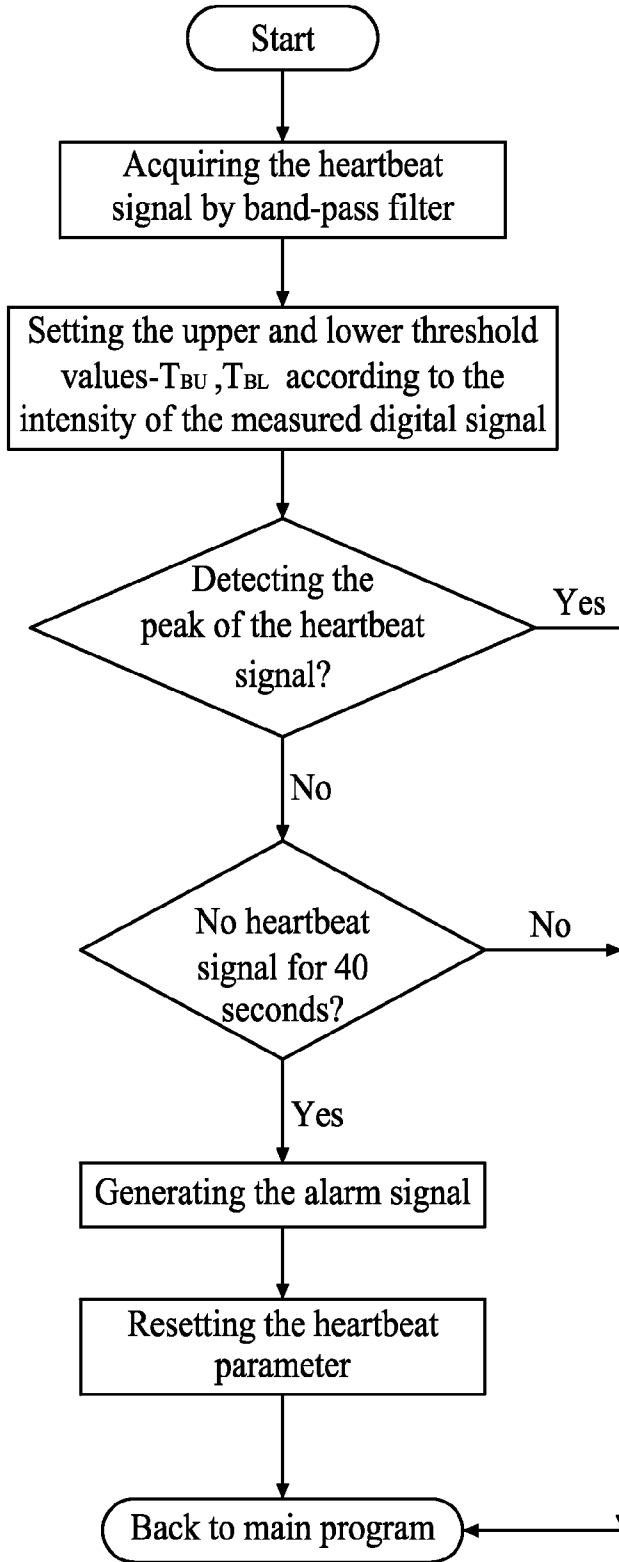 Start
Acquiring the heartbeat
signal by band-pass filter
Setting the upper and lower threshold
values-TBU ,TBL according to the
intensity of the measured digital signal
Detecting the
peak of the heartbeat
signal?
Yes
No
No heartbeat
signal for 40
seconds?
No
Yes
Generating the alarm signal
Resetting the heartbeat
parameter
Back to main program